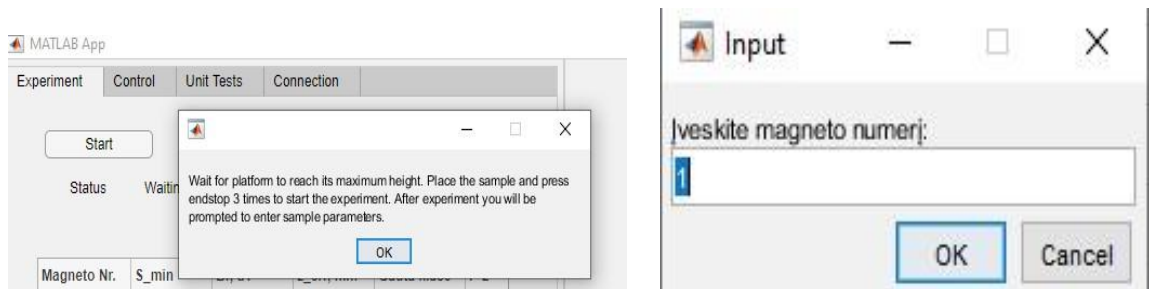 MATLAB App
Experiment Control Unit Tests Connection
Start
Status Waitin
Wait for platform to reach its maximum height. Place the sample and press
endstop 3 times to start the experiment. After experiment you will be
prompted to enter sample parameters.
OK
Magneto Nr. S_min
Input
Įveskite magneto numerį:
1
OK Cancel